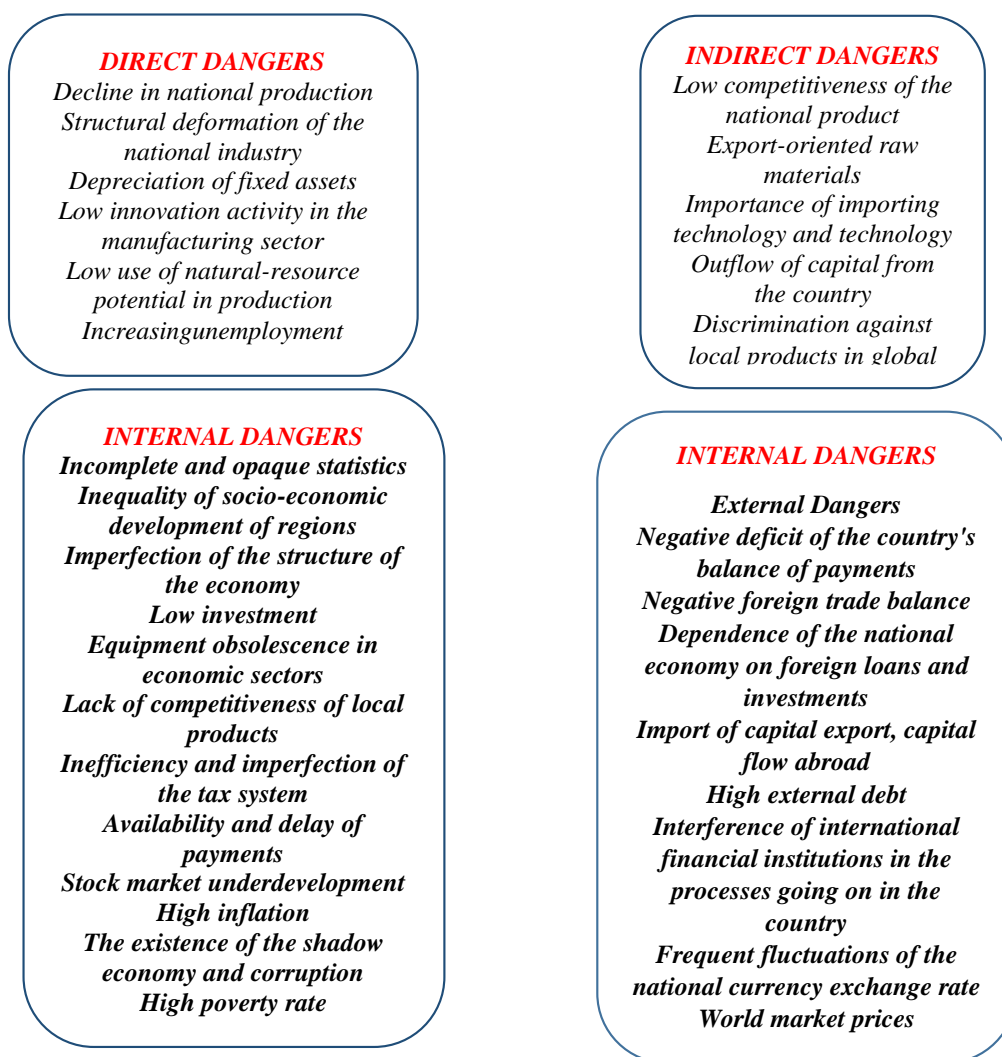 DIRECT DANGERS
Decline in national production
Structural deformation of the
national industry
Depreciation of fixed assets
Low innovation activity in the
manufacturing sector
Low use of natural-resource
potential in production
Increasingunemployment
INDIRECT DANGERS
Low competitiveness of the
national product
Export-oriented raw
materials
Importance of importing
technology and technology
Outflow of capital from
the country
Discrimination against
local products in global
INTERNAL DANGERS
Incomplete and opaque statistics
Inequality of socio-economic
development of regions
Imperfection of the structure of
the economy
Low investment
Equipment obsolescence in
economic sectors
Lack of competitiveness of local
products
Inefficiency and imperfection of
the tax system
Availability and delay of
payments
Stock market underdevelopment
High inflation
The existence of the shadow
economy and corruption
High poverty rate
INTERNAL DANGERS
External Dangers
Negative deficit of the country's
balance of payments
Negative foreign trade balance
Dependence of the national
economy on foreign loans and
investments
Import of capital export, capital
flow abroad
High external debt
Interference of international
financial institutions in the
processes going on in the
country
Frequent fluctuations of the
national currency exchange rate
World market prices